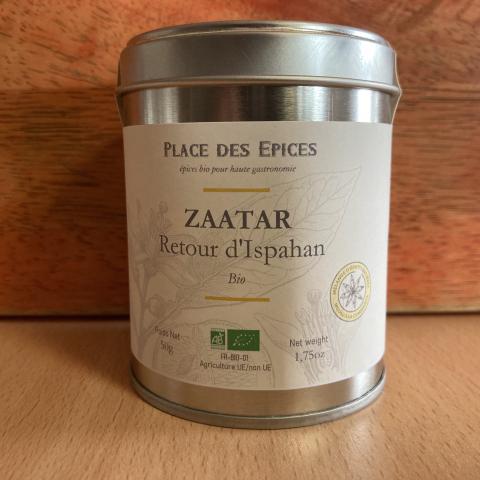 PLACE DES EPICES
épices bio pour haute gastronomie
ZAATAR
Retour d'Ispahan
Bio
Poids Net
50g
AB
FR-BIO-01
Agriculture UE/non UE
Net weight
1,75oz